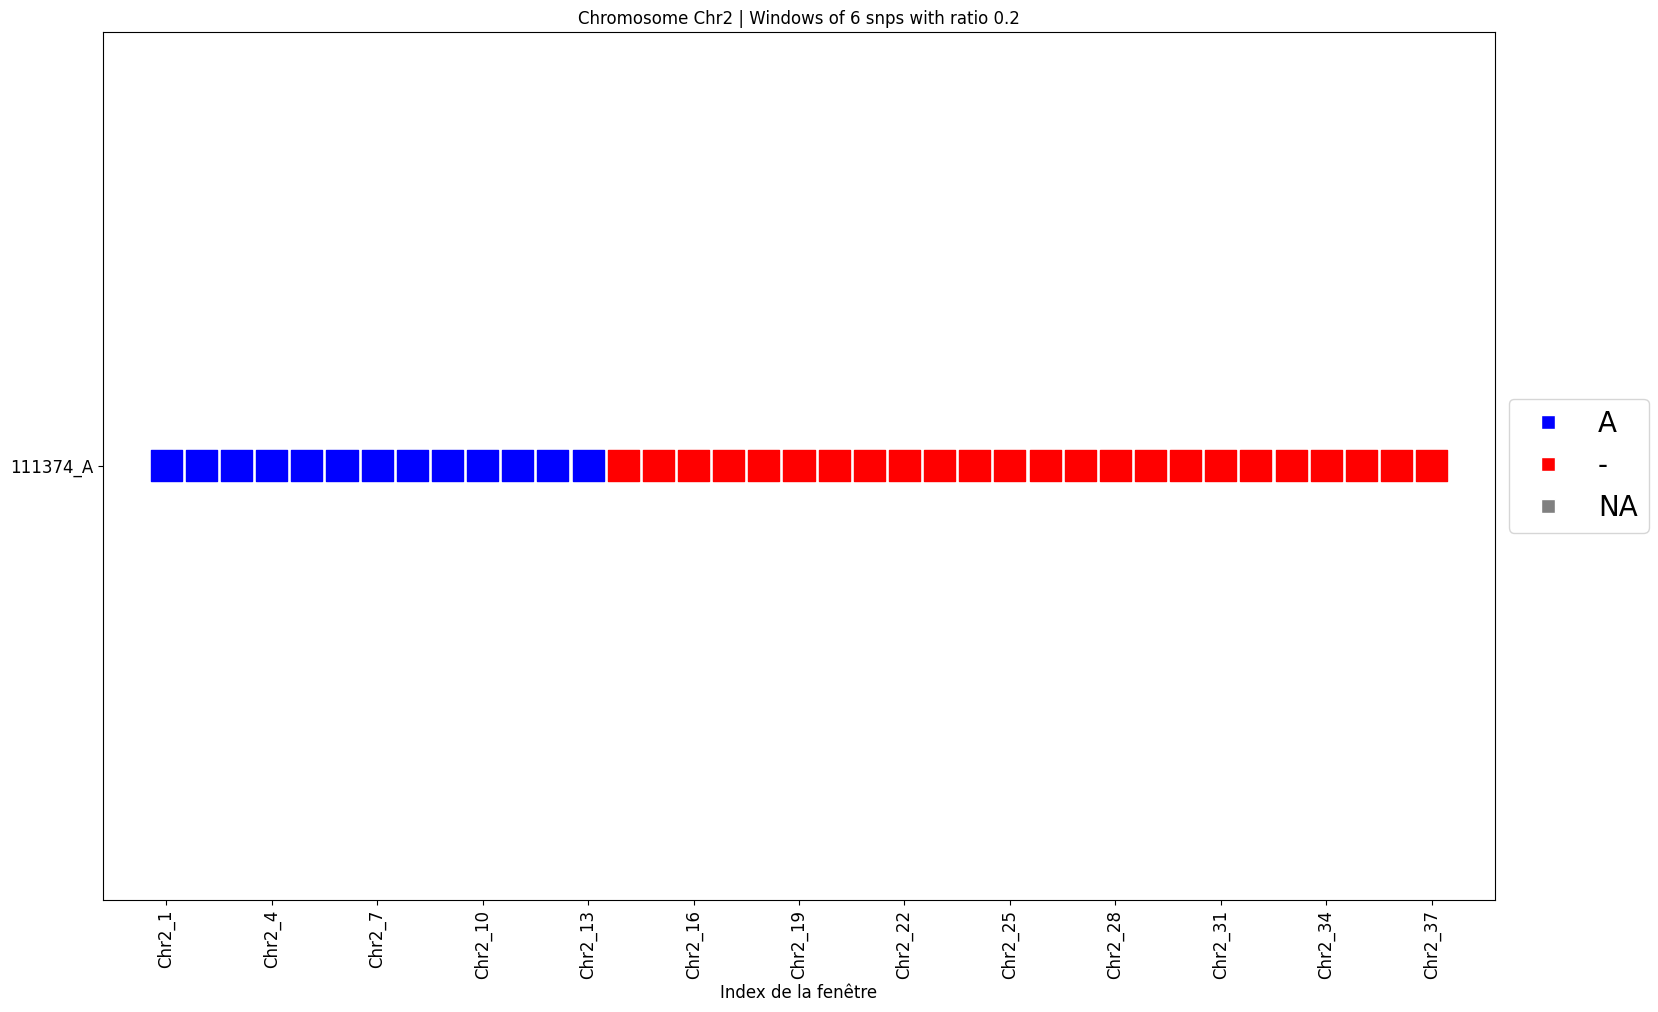 Chromosome Chr2 | Windows of 6 snps with ratio 0.2
111374_A
A
-
NA
Chr2_1
Chr2_4
Chr2_7
Chr2_10
Chr2_13
Chr2_16
Chr2_19
Chr2_22
Chr2_25
Chr2_28
Chr2_31
Chr2_34
Chr2_37
Index de la fenêtre